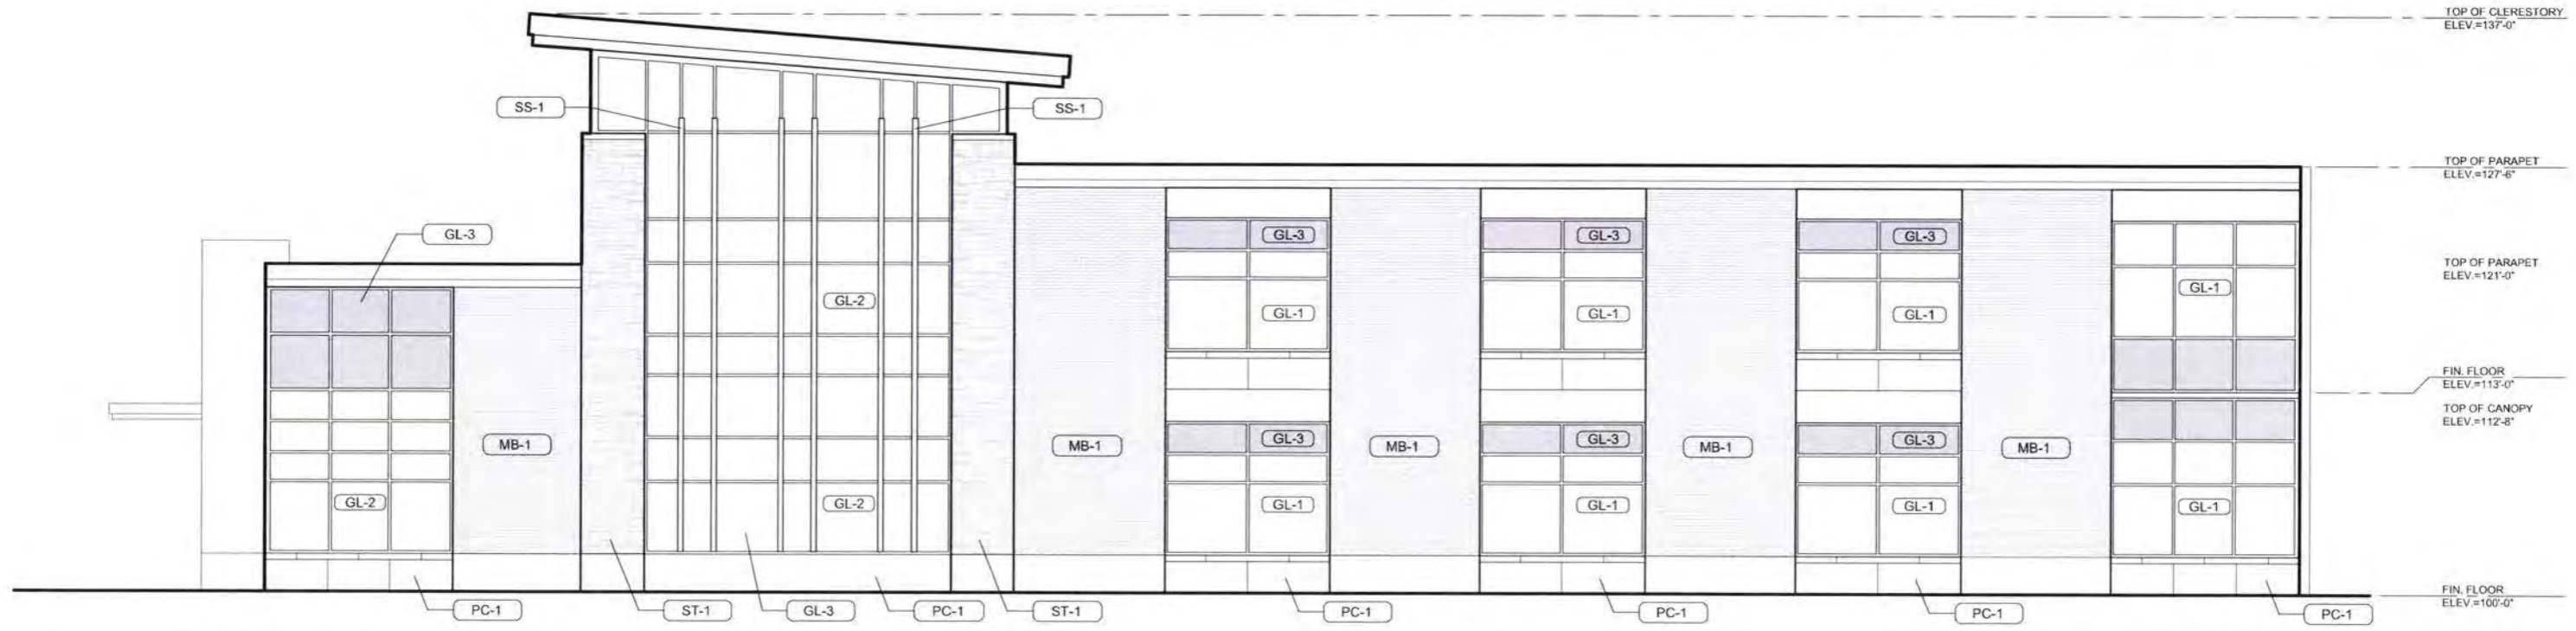 TOP OF CLERESTORY
ELEV.=137'-0"
SS-1
SS-1
TOP OF PARAPET
ELEV.=127'-6"
GL-3
GL-3
GL-3
GL-3
TOP OF PARAPET
ELEV.=121'-0"
GL-2
GL-1
GL-1
GL-1
GL-1
FIN. FLOOR
ELEV.=113'-0"
TOP OF CANOPY
ELEV.=112'-8"
MB-1
MB-1
GL-3
MB-1
GL-3
MB-1
GL-3
MB-1
GL-2
GL-2
GL-1
GL-1
GL-1
GL-1
FIN. FLOOR
ELEV.=100'-0"
PC-1
ST-1
GL-3
PC-1
ST-1
PC-1
PC-1
PC-1
PC-1